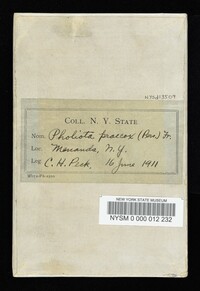 COLL. N. Y. STATE
Nom. Pholiota praecox (Pers) Fr.
Loc. Menands, N.Y.
Leg. C. H. Peck, 16 June 1911
NEW YORK STATE MUSEUM
NYSM 0 000 012 232